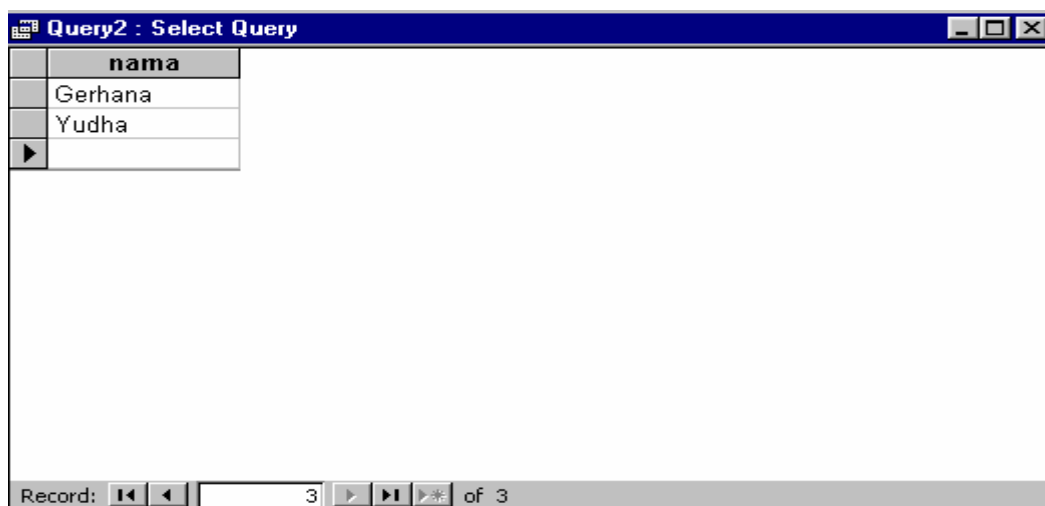 Query2 : Select Query
nama
Gerhana
Yudha
Record: 3 of 3